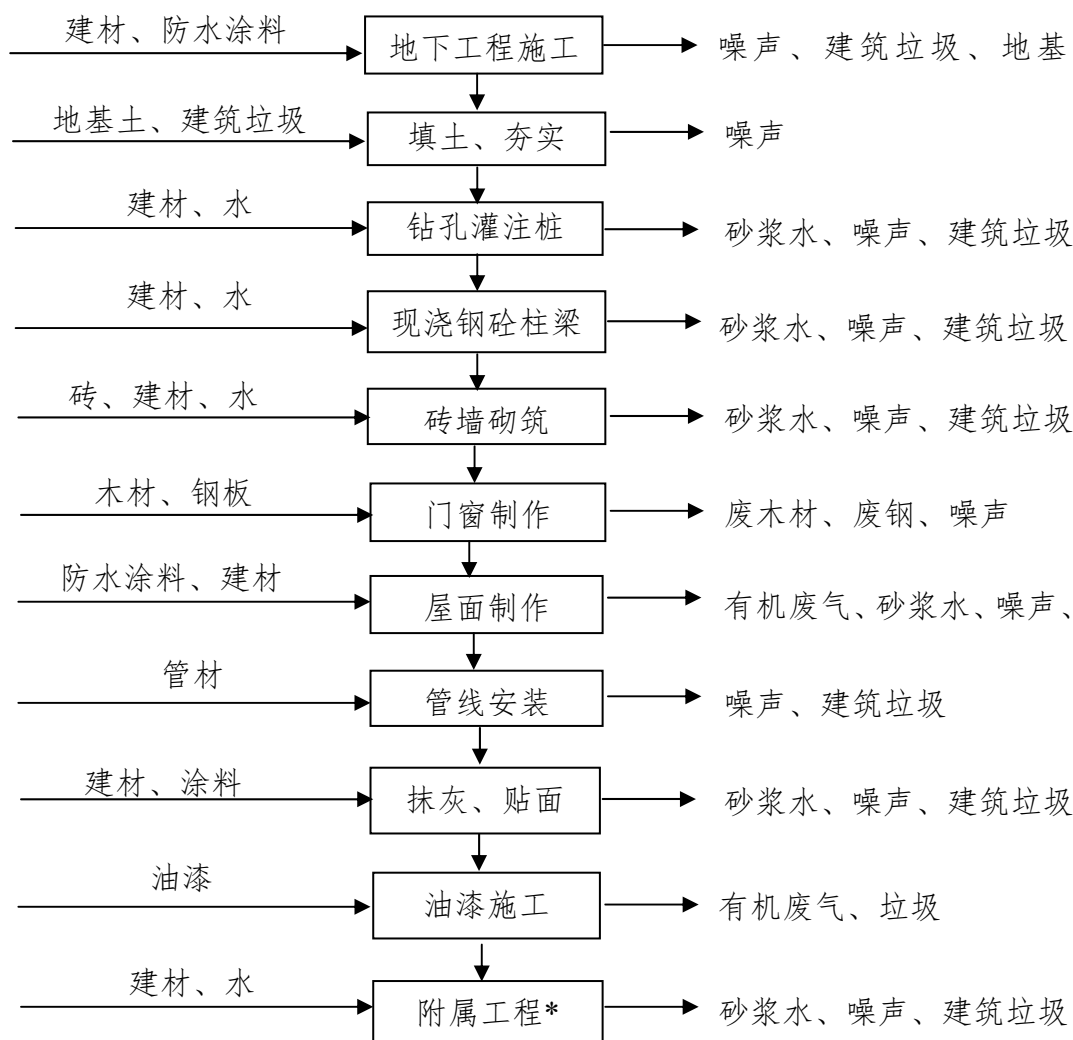 建材、防水涂料 地下工程施工 噪声、建筑垃圾、地基
地基土、建筑垃圾 填土、夯实 噪声
建材、水 钻孔灌注桩 砂浆水、噪声、建筑垃圾
建材、水 现浇钢砼柱梁 砂浆水、噪声、建筑垃圾
砖、建材、水 砖墙砌筑 砂浆水、噪声、建筑垃圾
木材、钢板 门窗制作 废木材、废钢、噪声
防水涂料、建材 屋面制作 有机废气、砂浆水、噪声、
管材 管线安装 噪声、建筑垃圾
建材、涂料 抹灰、贴面 砂浆水、噪声、建筑垃圾
油漆 油漆施工 有机废气、垃圾
建材、水 附属工程* 砂浆水、噪声、建筑垃圾